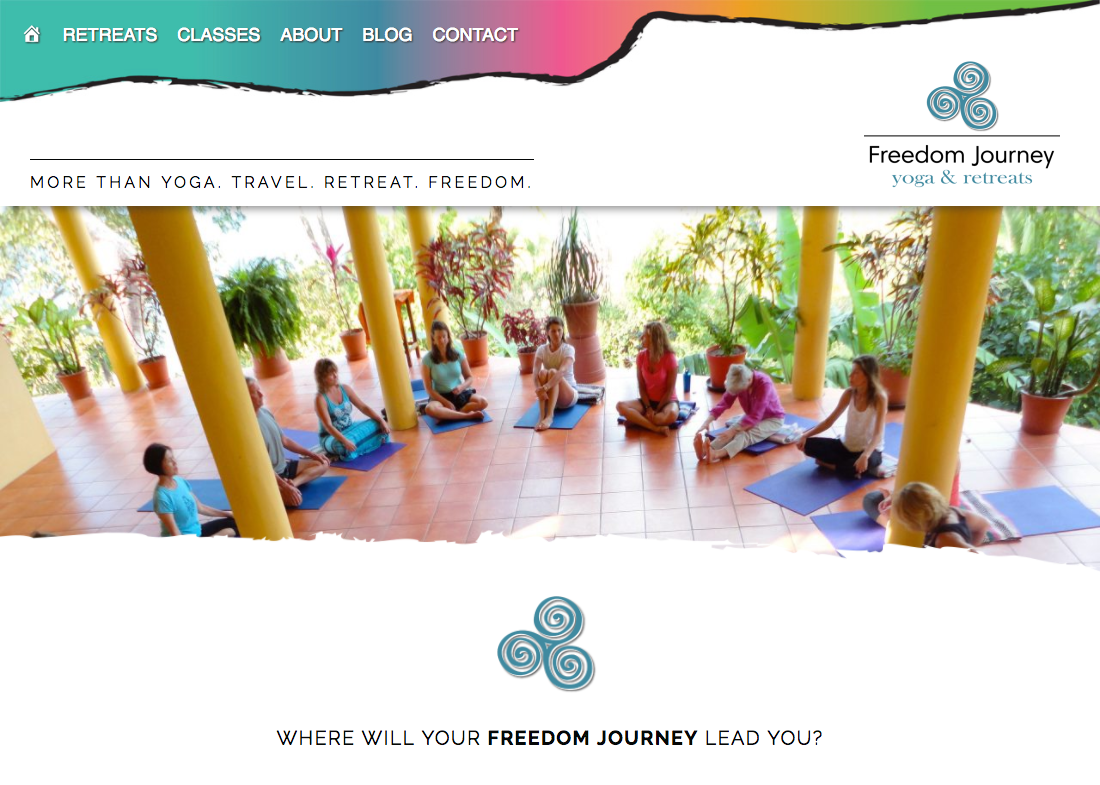 RETREATS CLASSES ABOUT BLOG CONTACT
Freedom Journey
yoga & retreats
MORE THAN YOGA. TRAVEL. RETREAT. FREEDOM.
WHERE WILL YOUR FREEDOM JOURNEY LEAD YOU?